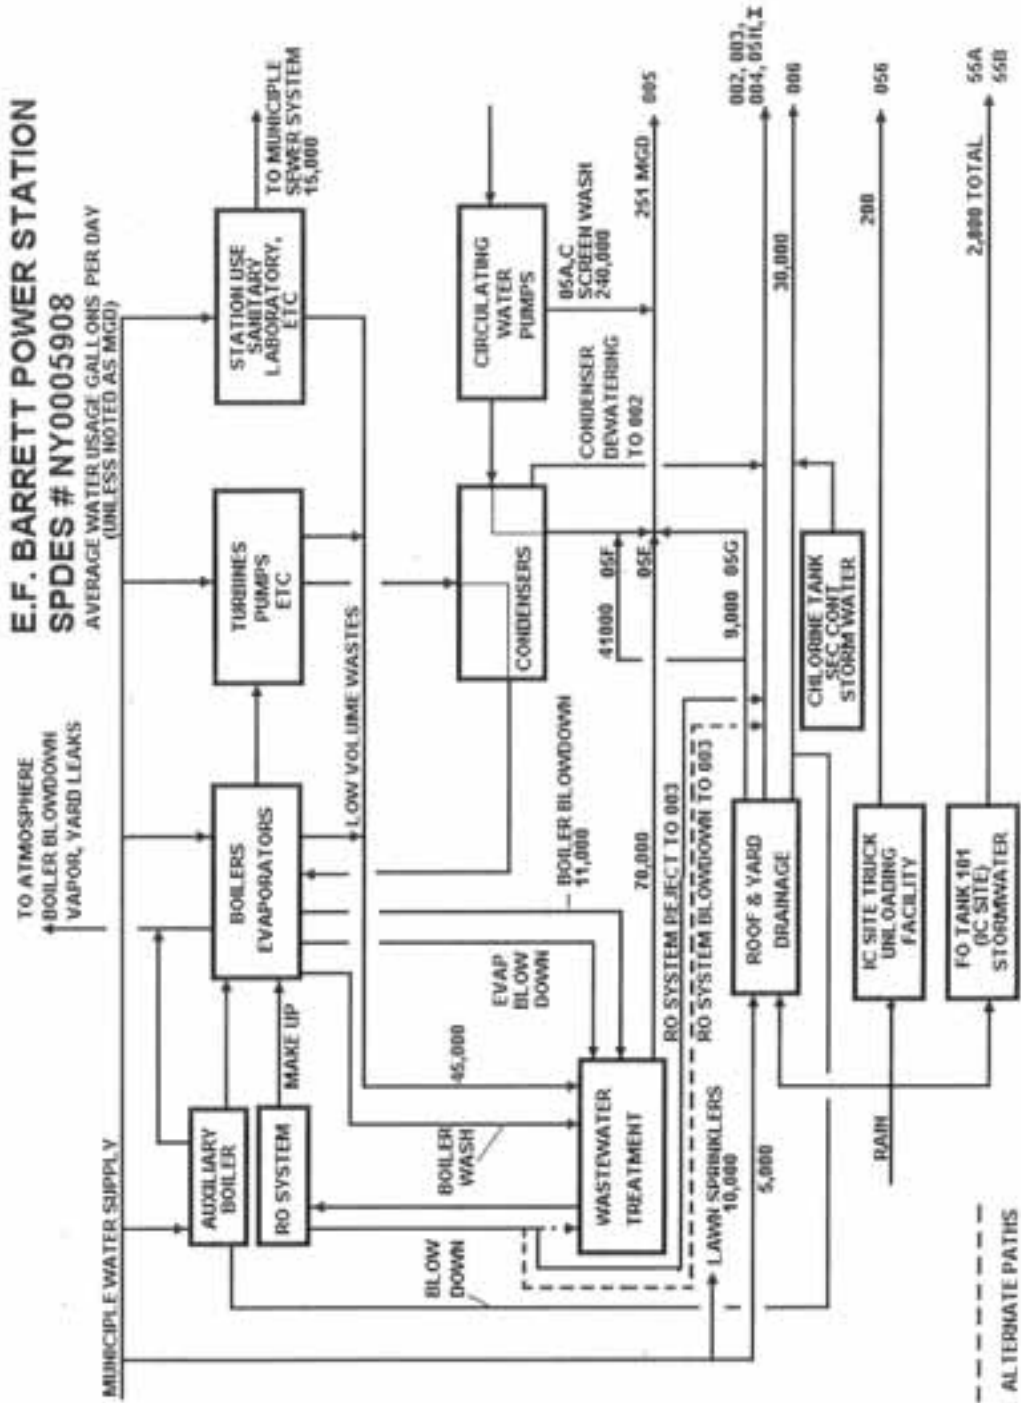 E.F. BARRETT POWER STATION
SPDES # NY0005908
AVERAGE WATER USAGE GALLONS PER DAY
(UNLESS NOTED AS MGD)
TO ATMOSPHERE
BOILER BLOWDOWN
VAPOR, YARD LEAKS
MUNICIPLE WATER SUPPLY
AUXILIARY
BOILER
RO SYSTEM
MAKE UP
BOILERS
EVAPORATORS
TURBINES
PUMPS
ETC
STATION USE
SANITARY
LABORATORY,
ETC
TO MUNICIPLE
SEWER SYSTEM
15,000
LOW VOLUME WASTES
BLOW
DOWN
BOILER
WASH
45,000
EVAP
BLOW
DOWN
BOILER BLOWDOWN
11,000
CONDENSERS
CIRCULATING
WATER
PUMPS
05A,C
SCREEN WASH
240,000
CONDENSER
DEWATERING
TO 002
WASTEWATER
TREATMENT
70,000
41000 05F
05E
251 MGD
005
RO SYSTEM REJECT TO 003
RO SYSTEM BLOWDOWN TO 003
9,000 05G
LAWN SPRINKLERS
10,000
5,000
ROOF & YARD
DRAINAGE
002, 003,
004, 05H,I
30,000
006
CHLORINE TANK
SEC CONT
STORM WATER
RAIN
IC SITE TRUCK
UNLOADING
FACILITY
200
056
FO TANK 101
(IC SITE)
STORMWATER
2,800 TOTAL
55A
55B
ALTERNATE PATHS